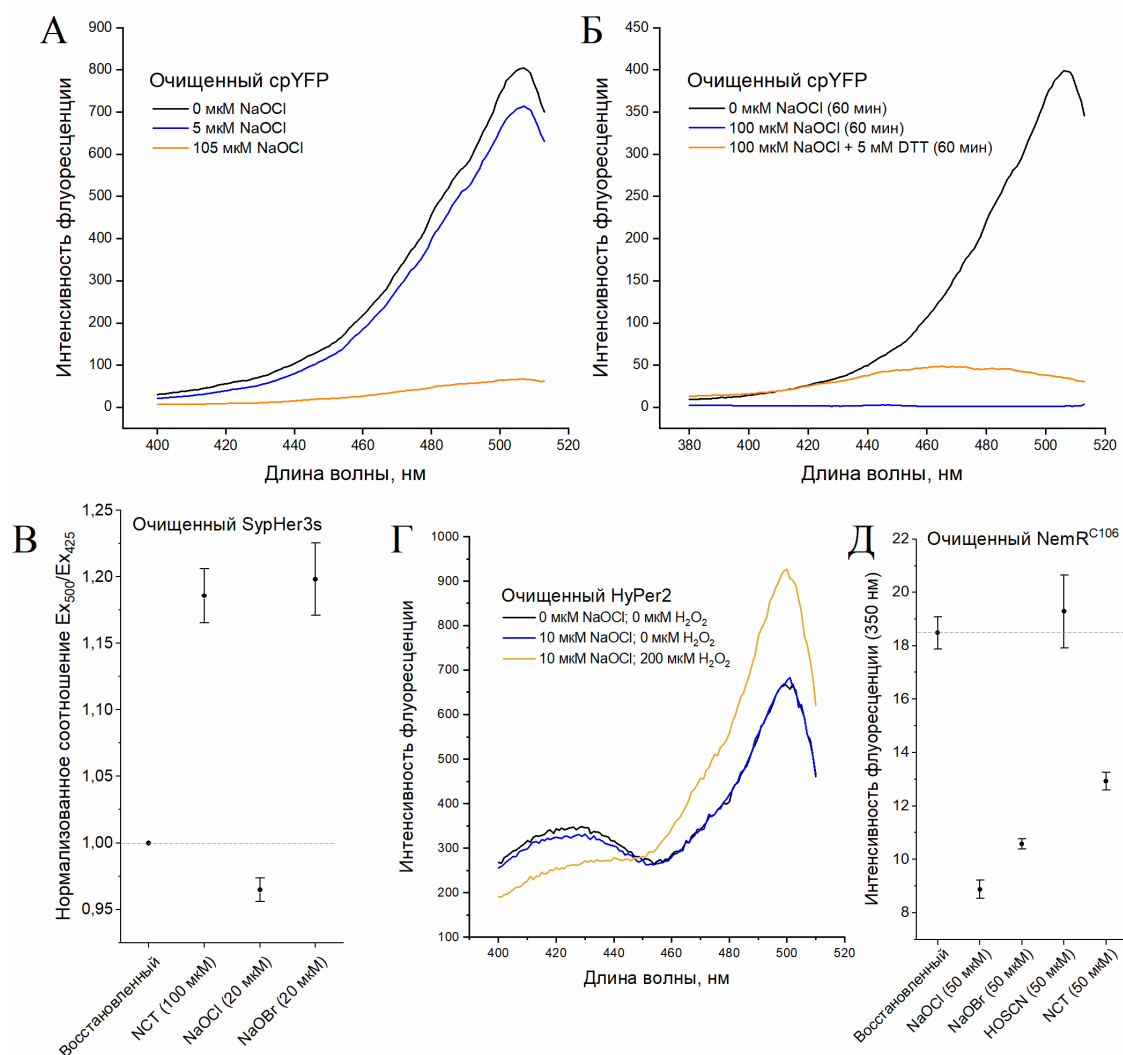 А
Интенсивность флуоресценции
900
800
700
600
500
400
300
200
100
0
Очищенный cpYFP
0 мкМ NaOCl
5 мкМ NaOCl
105 мкМ NaOCl
400
420
440
460
480
500
520
Длина волны, нм
Б
Интенсивность флуоресценции
450
400
350
300
250
200
150
100
50
0
Очищенный cpYFP
0 мкМ NaOCl (60 мин)
100 мкМ NaOCl (60 мин)
100 мкМ NaOCl + 5 мМ DTT (60 мин)
380
400
420
440
460
480
500
520
Длина волны, нм
В
Нормализованное соотношение Ex500/Ex425
1,25
1,20
1,15
1,10
1,05
1,00
0,95
Очищенный SypHer3s
Восстановленный
NCT (100 мкМ)
NaOCl (20 мкМ)
NaOBr (20 мкМ)
Г
Интенсивность флуоресценции
1000
900
800
700
600
500
400
300
200
100
Очищенный HyPer2
0 мкМ NaOCl; 0 мкМ H2O2
10 мкМ NaOCl; 0 мкМ H2O2
10 мкМ NaOCl; 200 мкМ H2O2
400
420
440
460
480
500
520
Длина волны, нм
Д
Интенсивность флуоресценции (350 нм)
22
20
18
16
14
12
10
8
Очищенный NemRC106
Восстановленный
NaOCl (50 мкМ)
NaOBr (50 мкМ)
HOSCN (50 мкМ)
NCT (50 мкМ)